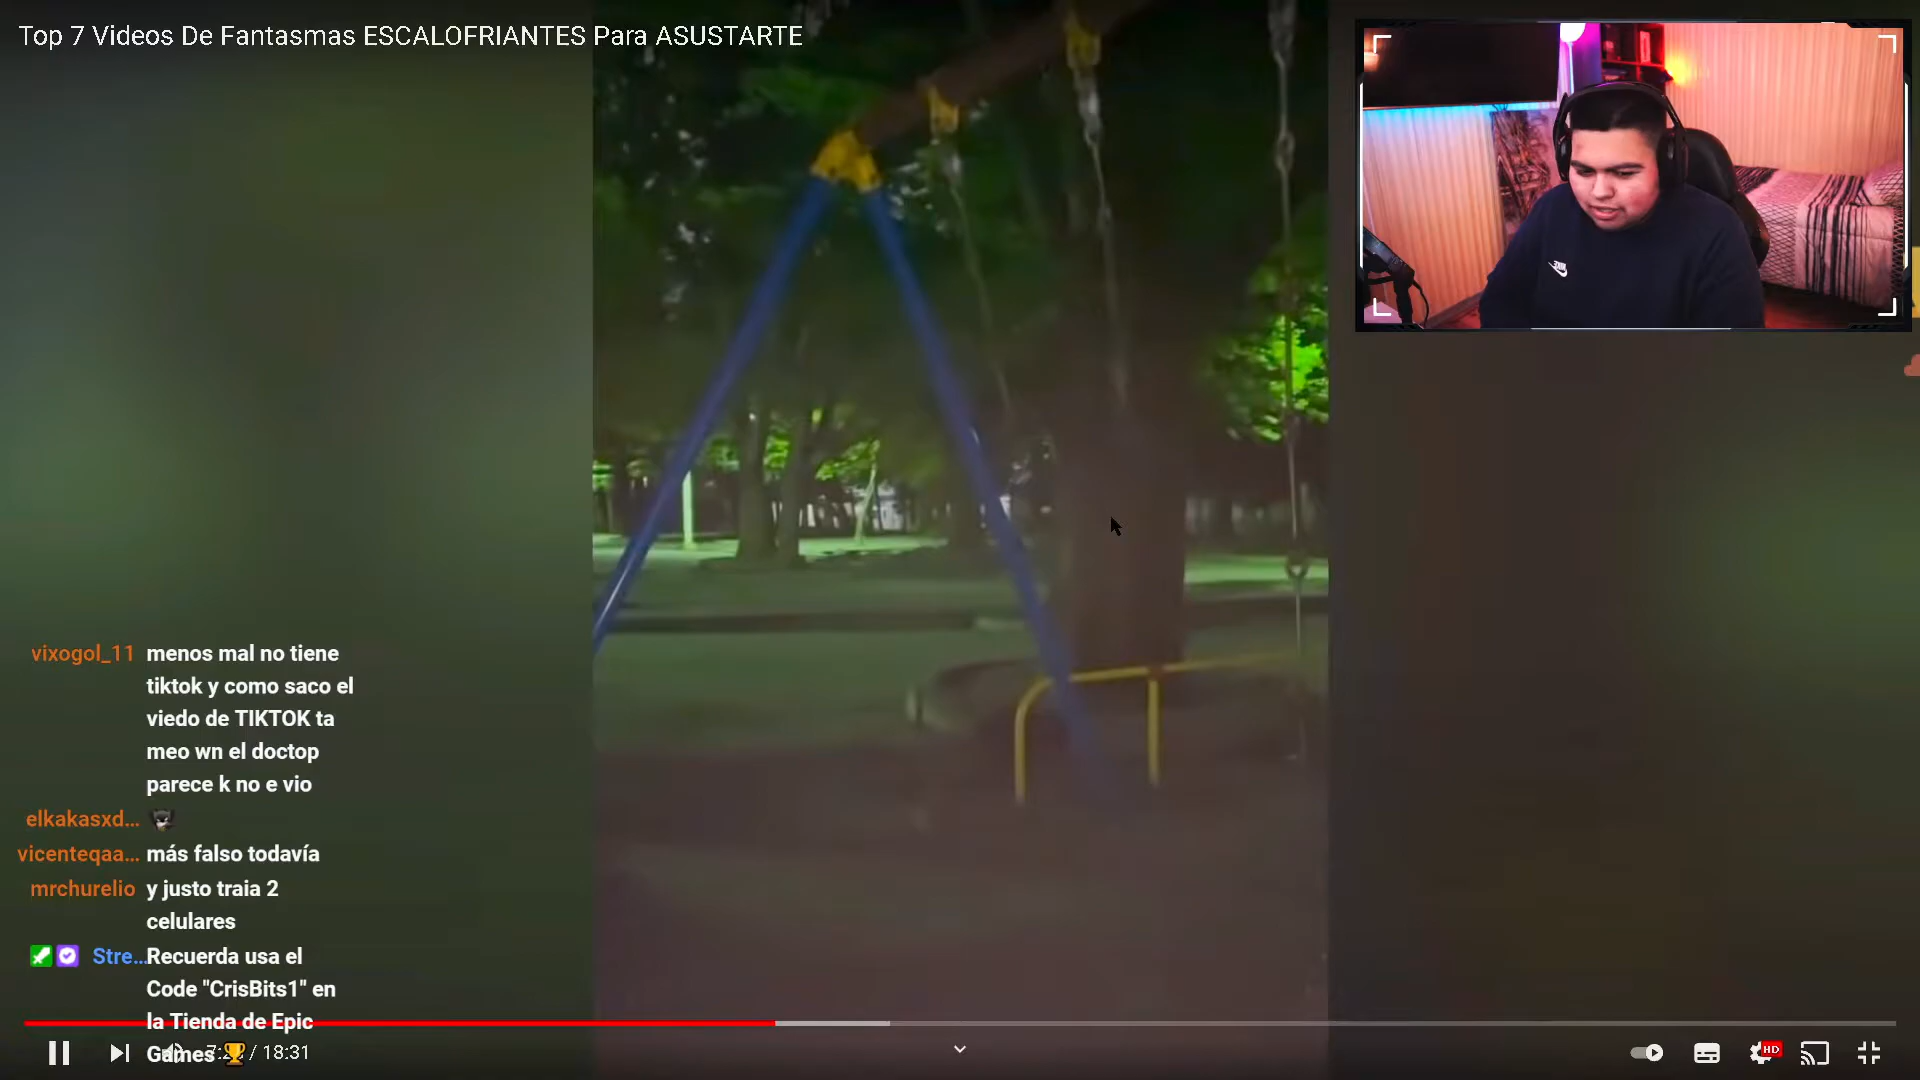 Top 7 Videos De Fantasmas ESCALOFRIANTES Para ASUSTARTE
vixogol_11 menos mal no tiene
tiktok y como saco el
viedo de TIKTOK ta
meo wn el doctop
parece k no e vio
elkakasxd...
vicenteqaa... más falso todavía
mrchurelio y justo traia 2
celulares
Stre... Recuerda usa el
Code "CrisBits1" en
la Tienda de Epic
Games
/ 18:31
HD